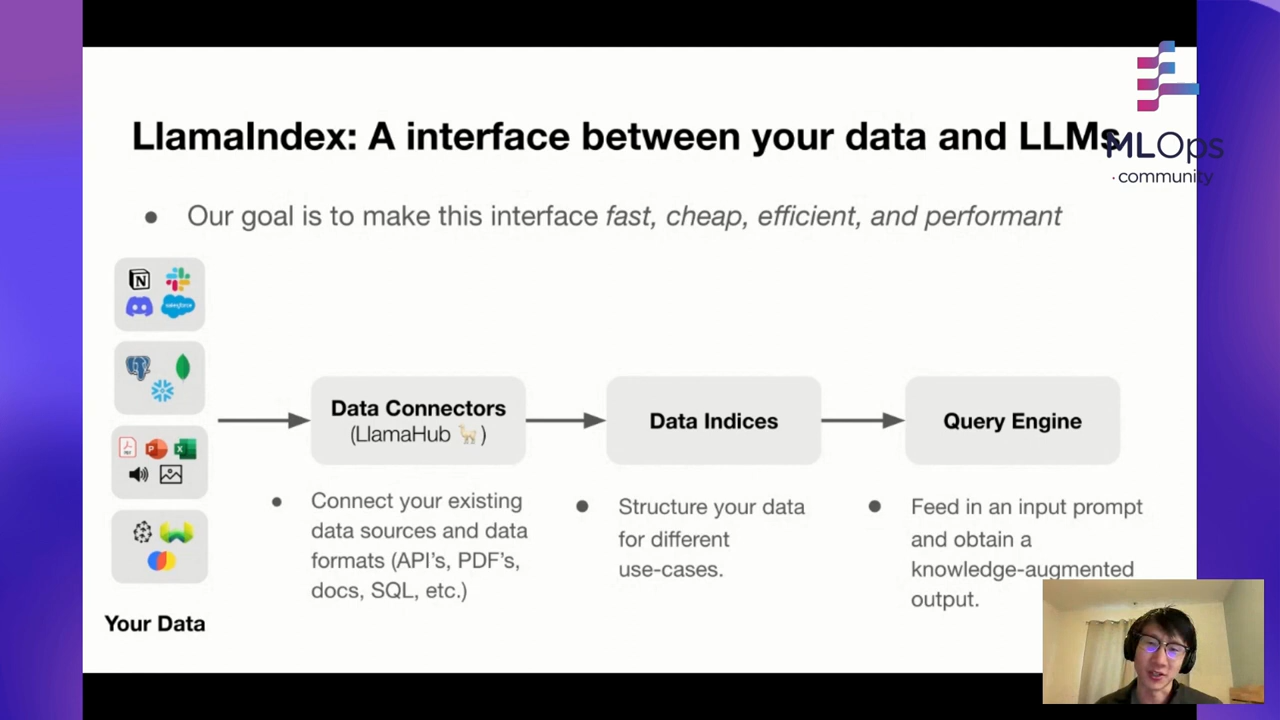 LlamaIndex: A interface between your data and LLMs
MLOps
community
● Our goal is to make this interface fast, cheap, efficient, and performant
N
salesforce
PDF
P
X
Your Data
Data Connectors
(LlamaHub 🦙)
● Connect your existing
data sources and data
formats (API's, PDF's,
docs, SQL, etc.)
Data Indices
● Structure your data
for different
use-cases.
Query Engine
● Feed in an input prompt
and obtain a
knowledge-augmented
output.